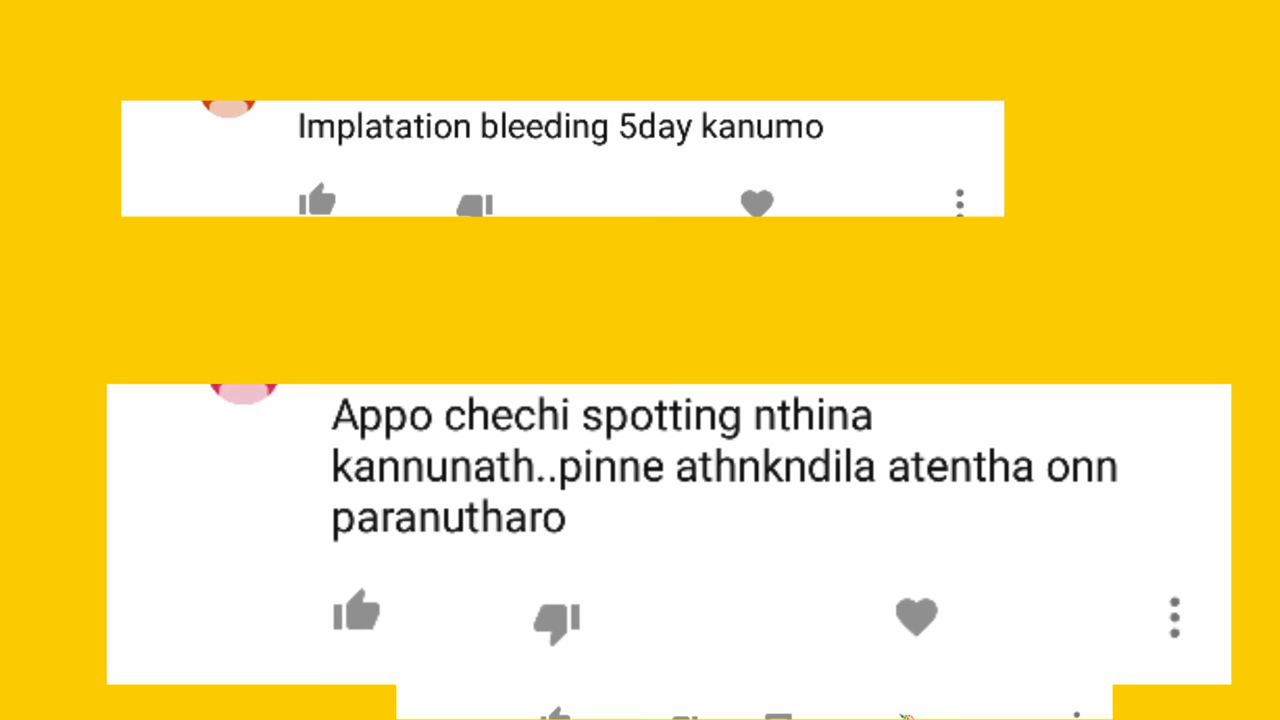 Implatation bleeding 5day kanumo
Appo chechi spotting nthina
kannunath..pinne athnkndila atentha onn
paranutharo